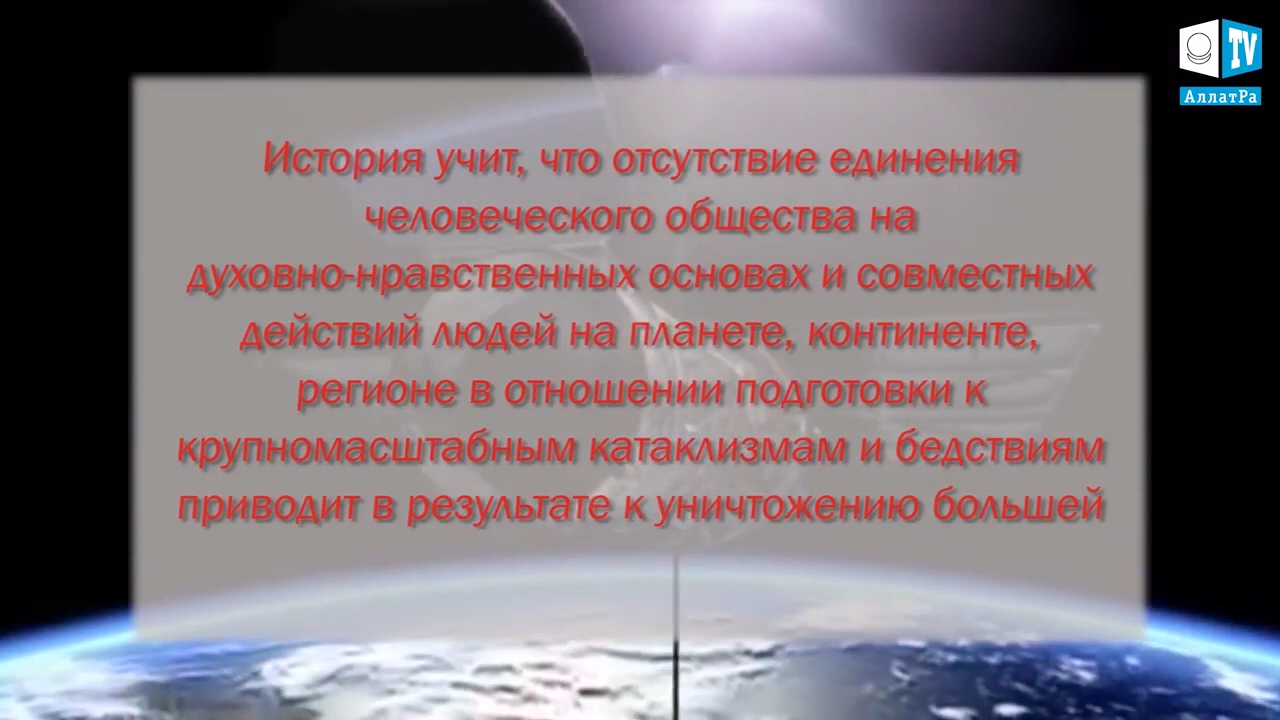 TV
АллатРа
История учит, что отсутствие единения
человеческого общества на
духовно-нравственных основах и совместных
действий людей на планете, континенте,
регионе в отношении подготовки к
крупномасштабным катаклизмам и бедствиям
приводит в результате к уничтожению большей